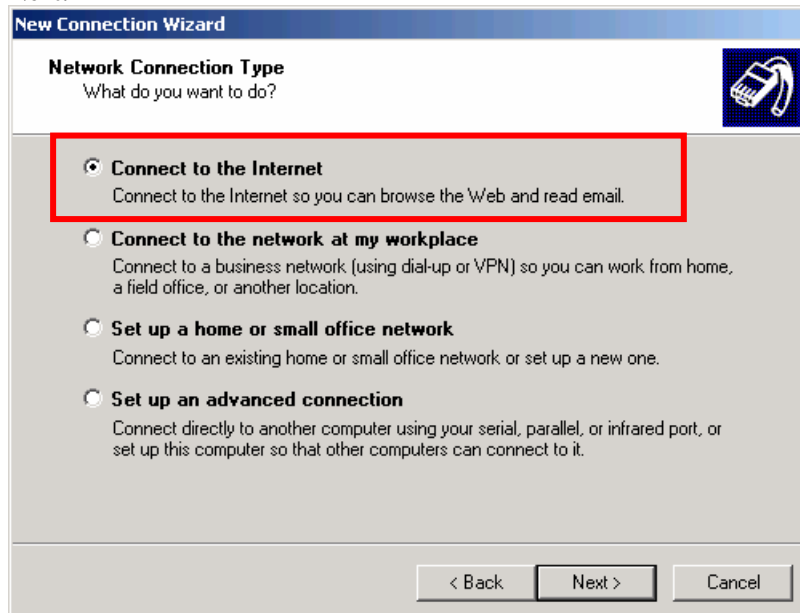 New Connection Wizard
Network Connection Type
What do you want to do?
Connect to the Internet
Connect to the Internet so you can browse the Web and read email.
Connect to the network at my workplace
Connect to a business network (using dial-up or VPN) so you can work from home,
a field office, or another location.
Set up a home or small office network
Connect to an existing home or small office network or set up a new one.
Set up an advanced connection
Connect directly to another computer using your serial, parallel, or infrared port, or
set up this computer so that other computers can connect to it.
< Back Next > Cancel